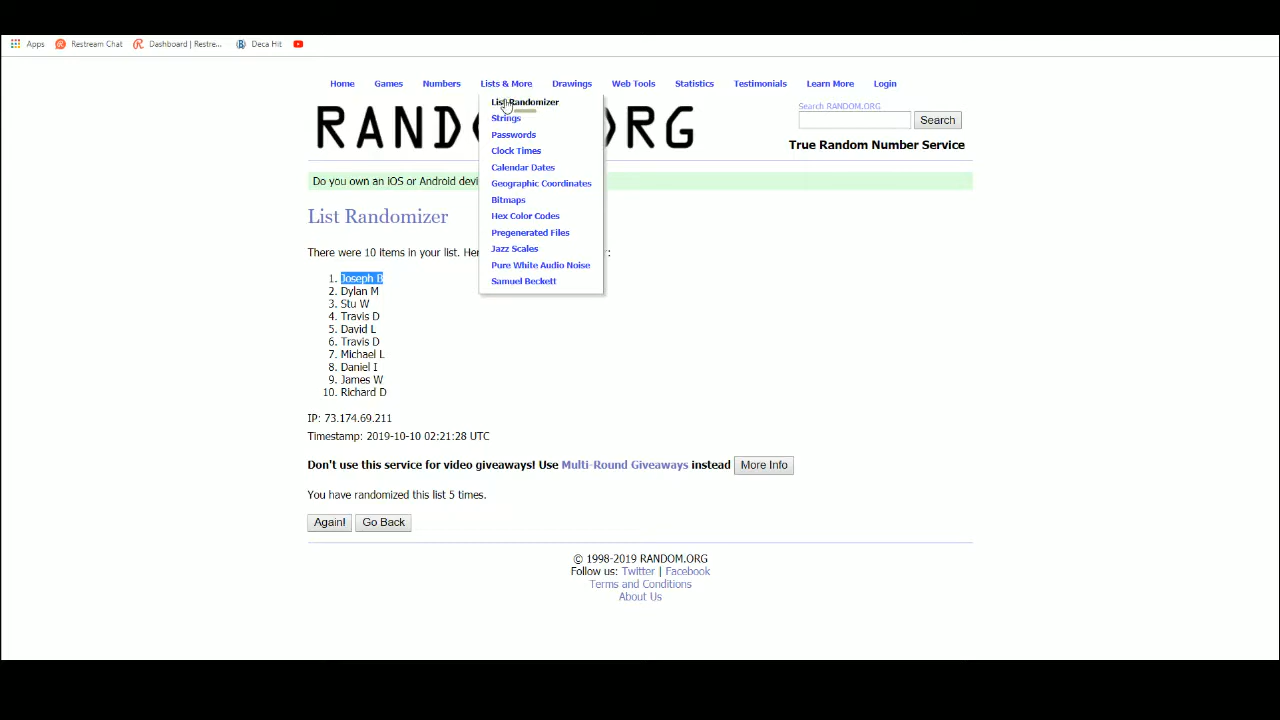 Apps Restream Chat Dashboard | Restre... Deca Hit
Home Games Numbers Lists & More Drawings Web Tools Statistics Testimonials Learn More Login
List Randomizer
Strings
Passwords
Clock Times
Calendar Dates
Geographic Coordinates
Bitmaps
Hex Color Codes
Pregenerated Files
Jazz Scales
Pure White Audio Noise
Samuel Beckett
RAND RG
Search RANDOM.ORG
Search
True Random Number Service
Do you own an iOS or Android devi
List Randomizer
There were 10 items in your list. Her :
1. Joseph B
2. Dylan M
3. Stu W
4. Travis D
5. David L
6. Travis D
7. Michael L
8. Daniel I
9. James W
10. Richard D
IP: 73.174.69.211
Timestamp: 2019-10-10 02:21:28 UTC
Don't use this service for video giveaways! Use Multi-Round Giveaways instead More Info
You have randomized this list 5 times.
Again! Go Back
© 1998-2019 RANDOM.ORG
Follow us: Twitter | Facebook
Terms and Conditions
About Us